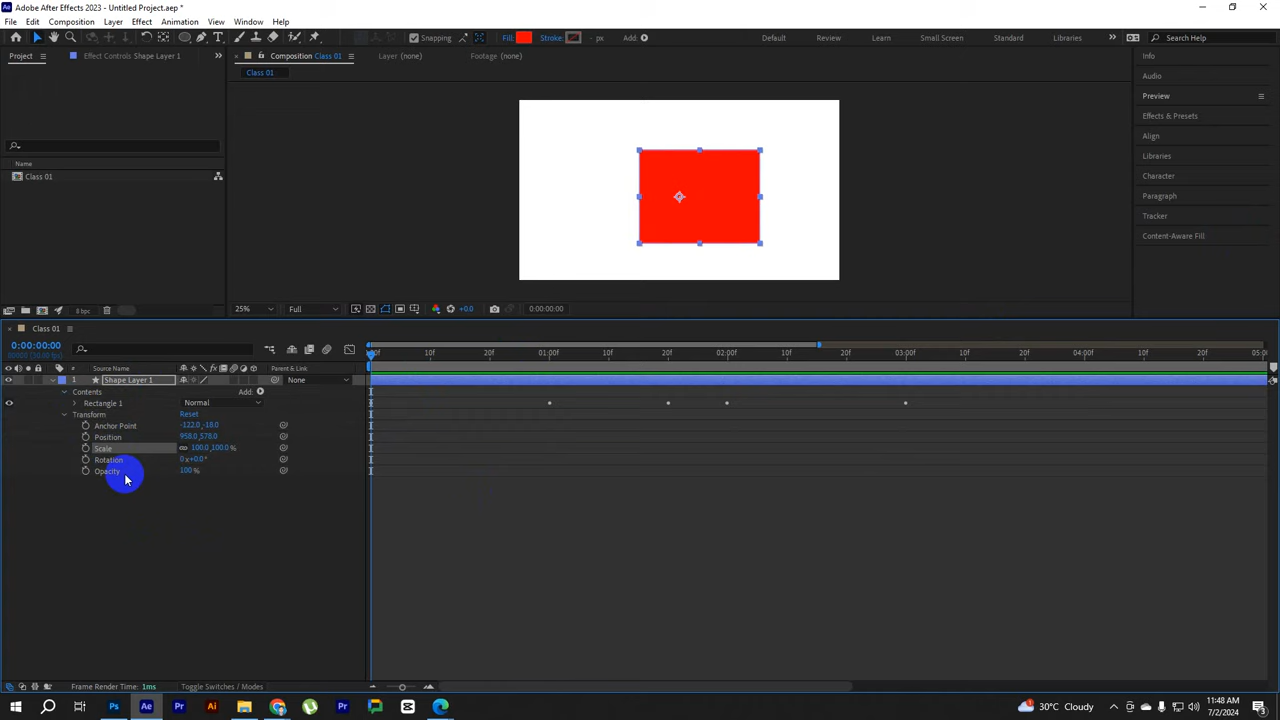 Adobe After Effects 2023 - Untitled Project.aep *
File Edit Composition Layer Effect Animation View Window Help
Snapping Fill: Stroke: - px Add: Default Review Learn Small Screen Standard Libraries Search Help
Project Effect Controls Shape Layer 1 Composition Class 01 Layer (none) Footage (none) Info
Class 01
Audio
Preview
Effects & Presets
Align
Libraries
Character
Paragraph
Tracker
Content-Aware Fill
Name
Class 01
8 bpc 25% Full +0.0 0:00:00:00
Class 01
0:00:00:00
10f 20f 01:00f 10f 20f 02:00f 10f 20f 03:00f 10f 20f 04:00f 10f 20f 05:0
# Source Name Parent & Link
1 Shape Layer 1 None
Contents Add:
Rectangle 1 Normal
Transform Reset
Anchor Point -122.0,-18.0
Position 958.0,578.0
Scale 100.0,100.0 %
Rotation 0 x+0.0 °
Opacity 100 %
Frame Render Time: 1ms Toggle Switches / Modes
30°C Cloudy 11:48 AM
7/2/2024